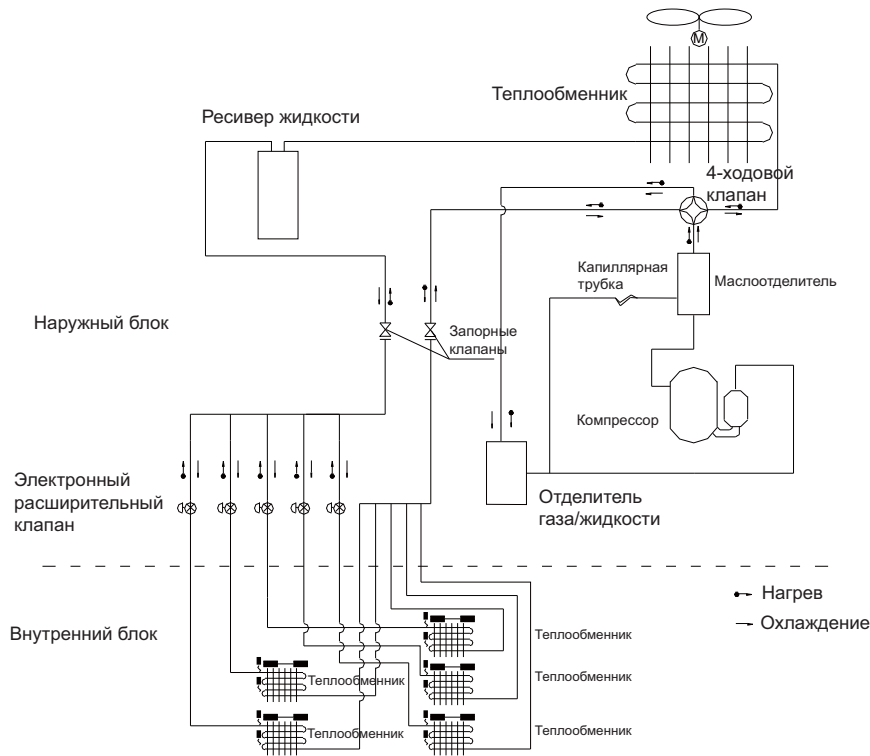 M
Теплообменник
Ресивер жидкости
4-ходовой
клапан
Капиллярная
трубка
Маслоотделитель
Наружный блок
Запорные
клапаны
Компрессор
Электронный
расширительный
клапан
Отделитель
газа/жидкости
Нагрев
Охлаждение
Внутренний блок
Теплообменник
Теплообменник
Теплообменник
Теплообменник
Теплообменник